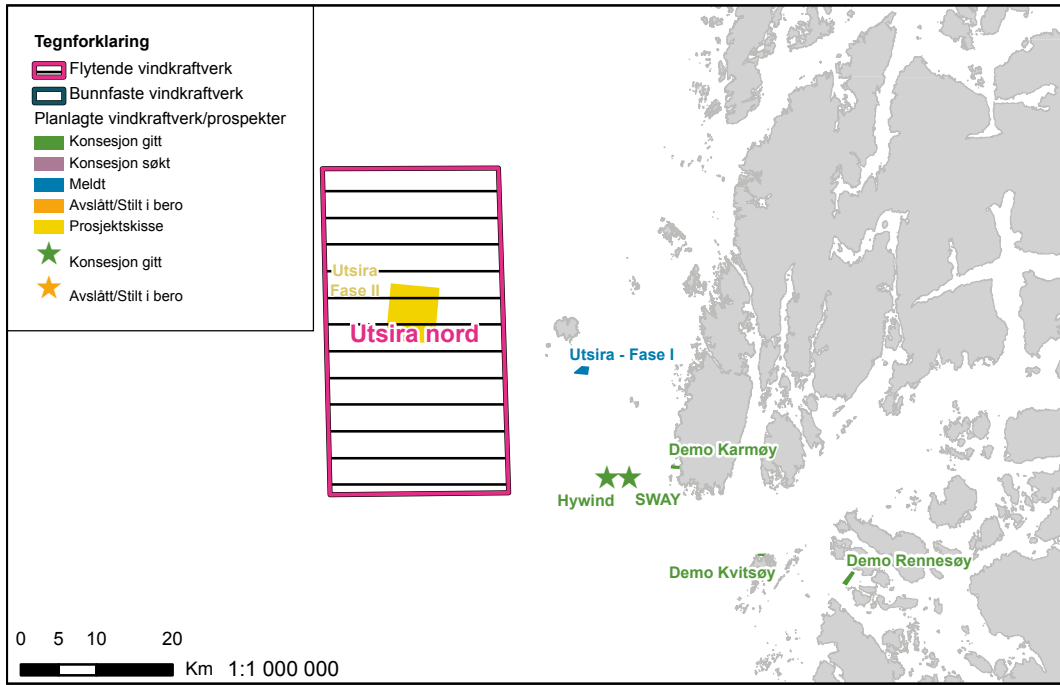 Tegnforklaring
Flytende vindkraftverk
Bunnfaste vindkraftverk
Planlagte vindkraftverk/prospekter
Konsesjon gitt
Konsesjon søkt
Meldt
Avslått/Stilt i bero
Prosjektskisse
Konsesjon gitt
Avslått/Stilt i bero
Utsira
Fase II
Utsira nord
Utsira - Fase I
Demo Karmøy
Hywind
SWAY
Demo Kvitsøy
Demo Rennesøy
0 5 10 20
Km 1:1 000 000